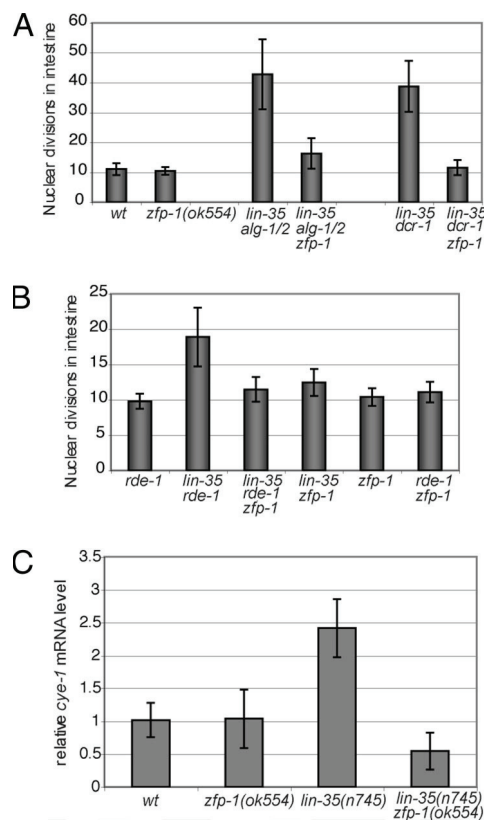 A
Nuclear divisions in intestine
60
50
40
30
20
10
0
wt
zfp-1(ok554)
lin-35
alg-1/2
lin-35
alg-1/2
zfp-1
lin-35
dcr-1
lin-35
dcr-1
zfp-1
B
Nuclear divisions in intestine
25
20
15
10
5
0
rde-1
lin-35
rde-1
lin-35
rde-1
zfp-1
lin-35
zfp-1
zfp-1
rde-1
zfp-1
C
relative cye-1 mRNA level
3.5
3
2.5
2
1.5
1
0.5
0
wt
zfp-1(ok554)
lin-35(n745)
lin-35(n745)
zfp-1(ok554)